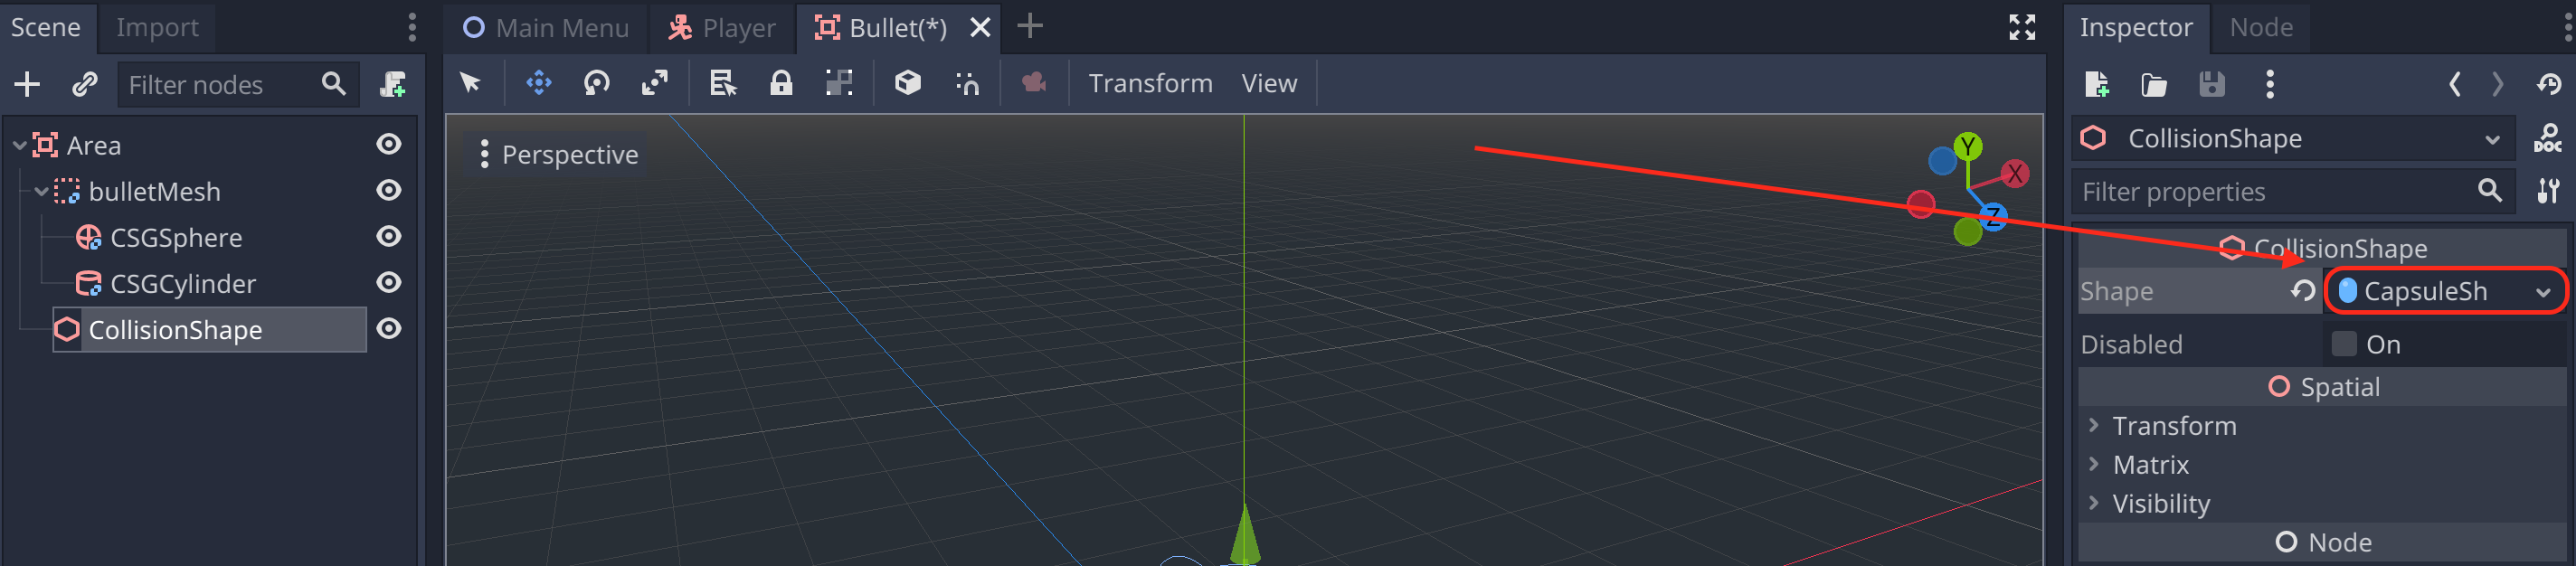 Scene Import
Filter nodes
Area
bulletMesh
CSGSphere
CSGCylinder
CollisionShape
Main Menu Player Bullet(*)
Transform View
Perspective
Y
X
Z
Inspector Node
CollisionShape
DOC
Filter properties
CollisionShape
Shape CapsuleSh
Disabled On
Spatial
Transform
Matrix
Visibility
Node